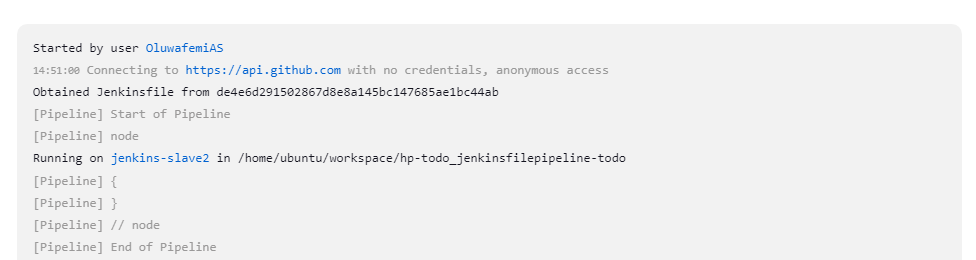 Started by user OluwafemiAS
14:51:00 Connecting to https://api.github.com with no credentials, anonymous access
Obtained Jenkinsfile from de4e6d291502867d8e8a145bc147685ae1bc44ab
[Pipeline] Start of Pipeline
[Pipeline] node
Running on jenkins-slave2 in /home/ubuntu/workspace/hp-todo_jenkinsfilepipeline-todo
[Pipeline] {
[Pipeline] }
[Pipeline] // node
[Pipeline] End of Pipeline